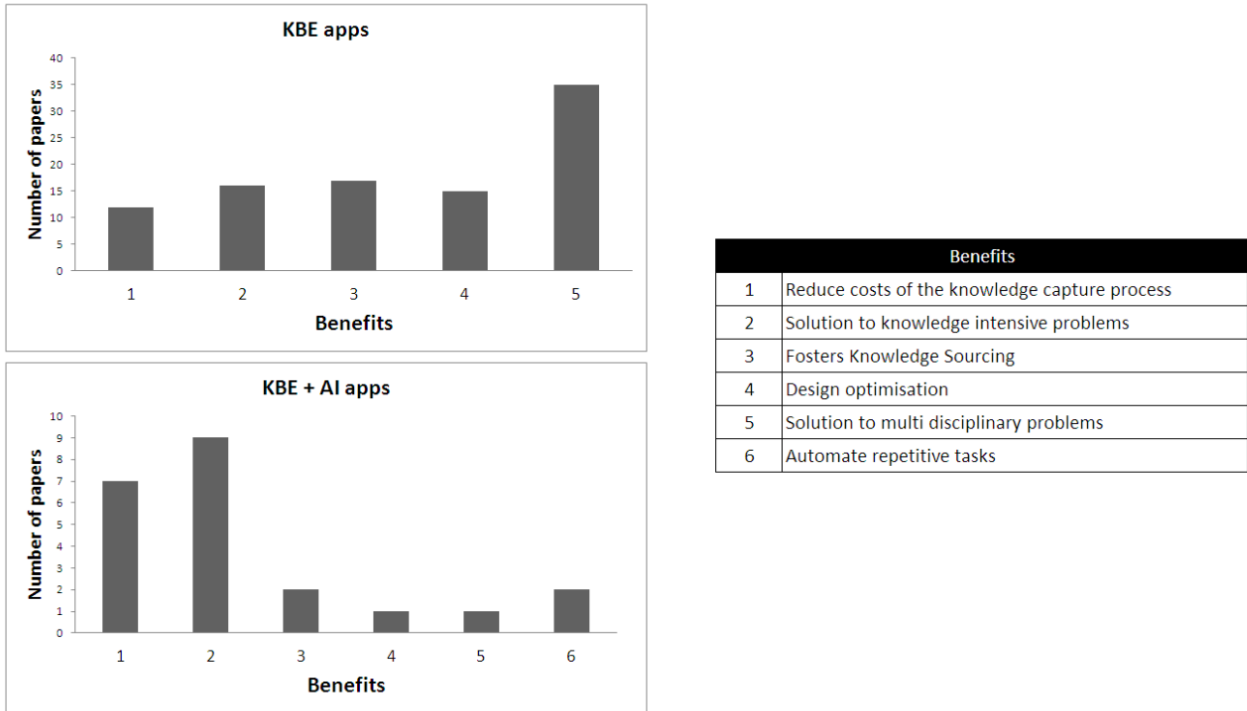 KBE apps
Number of papers
40
35
30
25
20
15
10
5
0
1 2 3 4 5
Benefits
KBE + AI apps
Number of papers
10
9
8
7
6
5
4
3
2
1
0
1 2 3 4 5 6
Benefits
Benefits
1 Reduce costs of the knowledge capture process
2 Solution to knowledge intensive problems
3 Fosters Knowledge Sourcing
4 Design optimisation
5 Solution to multi disciplinary problems
6 Automate repetitive tasks